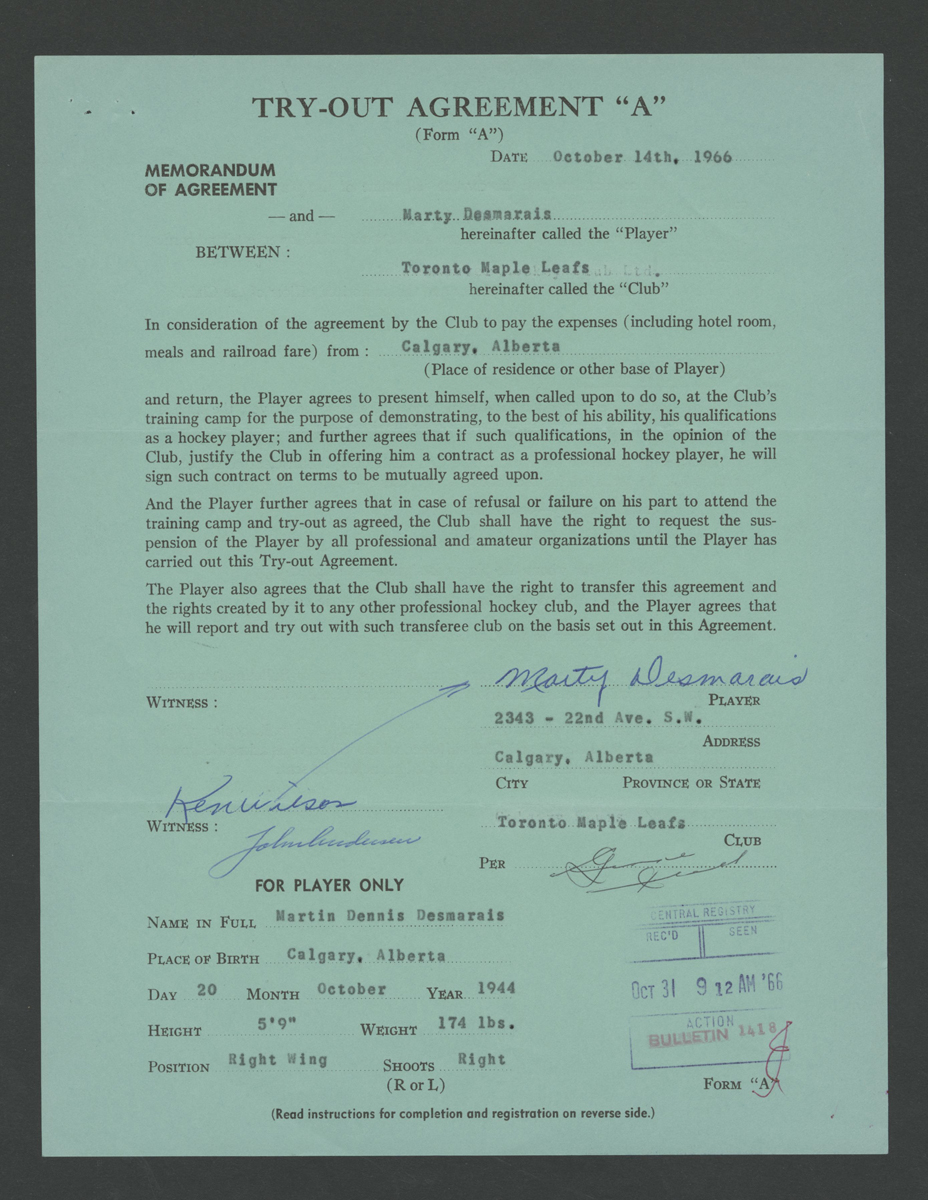 TRY-OUT AGREEMENT “A”
(Form “A”)
DATE October 14th, 1966
MEMORANDUM
OF AGREEMENT
— and — Marty Desmarais
hereinafter called the “Player”
BETWEEN :
Toronto Maple Leafs
hereinafter called the “Club”
In consideration of the agreement by the Club to pay the expenses (including hotel room,
meals and railroad fare) from : Calgary, Alberta
(Place of residence or other base of Player)
and return, the Player agrees to present himself, when called upon to do so, at the Club’s
training camp for the purpose of demonstrating, to the best of his ability, his qualifications
as a hockey player; and further agrees that if such qualifications, in the opinion of the
Club, justify the Club in offering him a contract as a professional hockey player, he will
sign such contract on terms to be mutually agreed upon.
And the Player further agrees that in case of refusal or failure on his part to attend the
training camp and try-out as agreed, the Club shall have the right to request the sus-
pension of the Player by all professional and amateur organizations until the Player has
carried out this Try-out Agreement.
The Player also agrees that the Club shall have the right to transfer this agreement and
the rights created by it to any other professional hockey club, and the Player agrees that
he will report and try out with such transferee club on the basis set out in this Agreement.
Marty Desmarais
WITNESS : PLAYER
2343 - 22nd Ave. S.W.
ADDRESS
Calgary, Alberta
CITY PROVINCE OR STATE
Ken Wilson
WITNESS : Toronto Maple Leafs
John Andersen CLUB
PER
FOR PLAYER ONLY
NAME IN FULL Martin Dennis Desmarais
CENTRAL REGISTRY
REC'D SEEN
PLACE OF BIRTH Calgary, Alberta
DAY 20 MONTH October YEAR 1944
OCT 31 9 12 AM '66
HEIGHT 5'9" WEIGHT 174 lbs.
ACTION
BULLETIN 1418
POSITION Right Wing SHOOTS Right
(R or L) FORM “A”
(Read instructions for completion and registration on reverse side.)